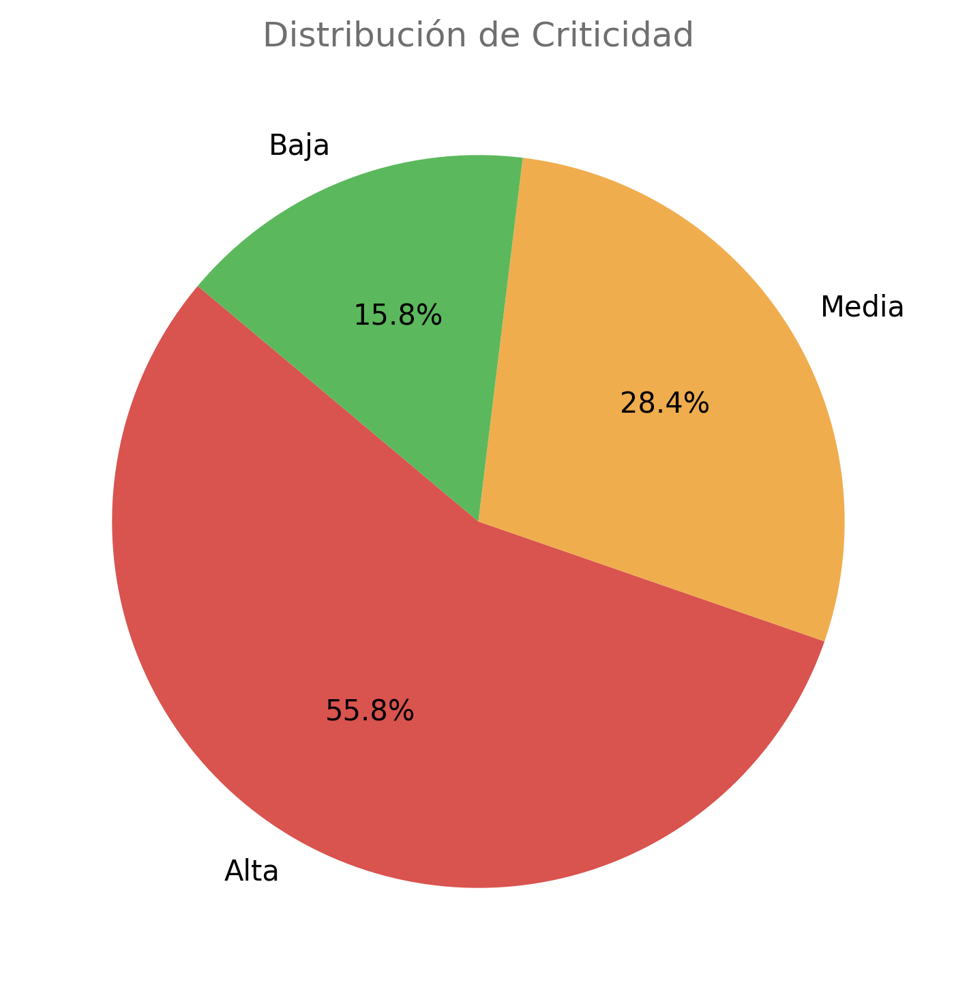 Distribución de Criticidad
Baja
Media
15.8%
28.4%
55.8%
Alta